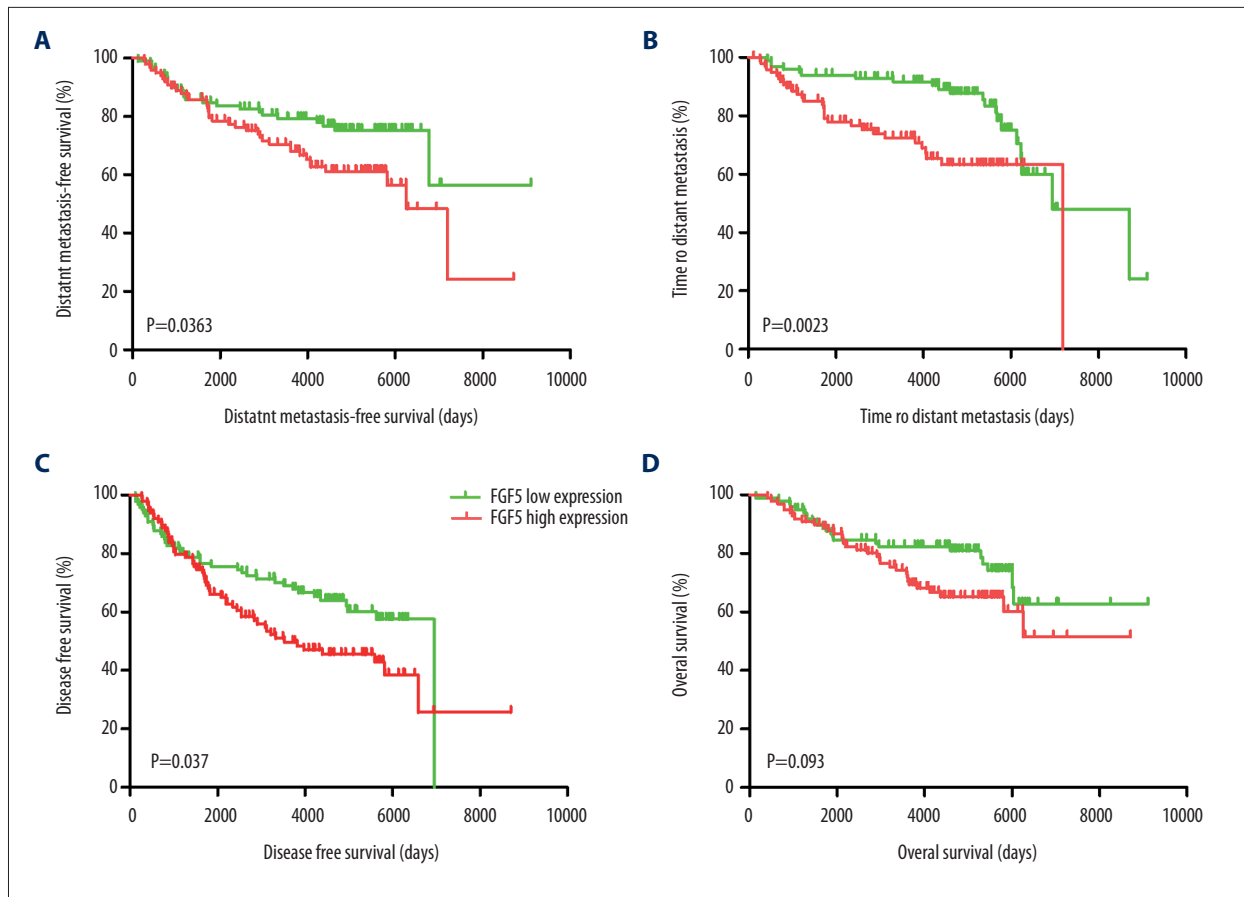 A
Distatnt metastasis-free survival (%)
100
80
60
40
20
0
P=0.0363
0 2000 4000 6000 8000 10000
Distatnt metastasis-free survival (days)
B
Time ro distant metastasis (%)
100
80
60
40
20
0
P=0.0023
0 2000 4000 6000 8000 10000
Time ro distant metastasis (days)
C
Disease free survival (%)
100
80
60
40
20
0
FGF5 low expression
FGF5 high expression
P=0.037
0 2000 4000 6000 8000 10000
Disease free survival (days)
D
Overal survival (%)
100
80
60
40
20
0
P=0.093
0 2000 4000 6000 8000 10000
Overal survival (days)